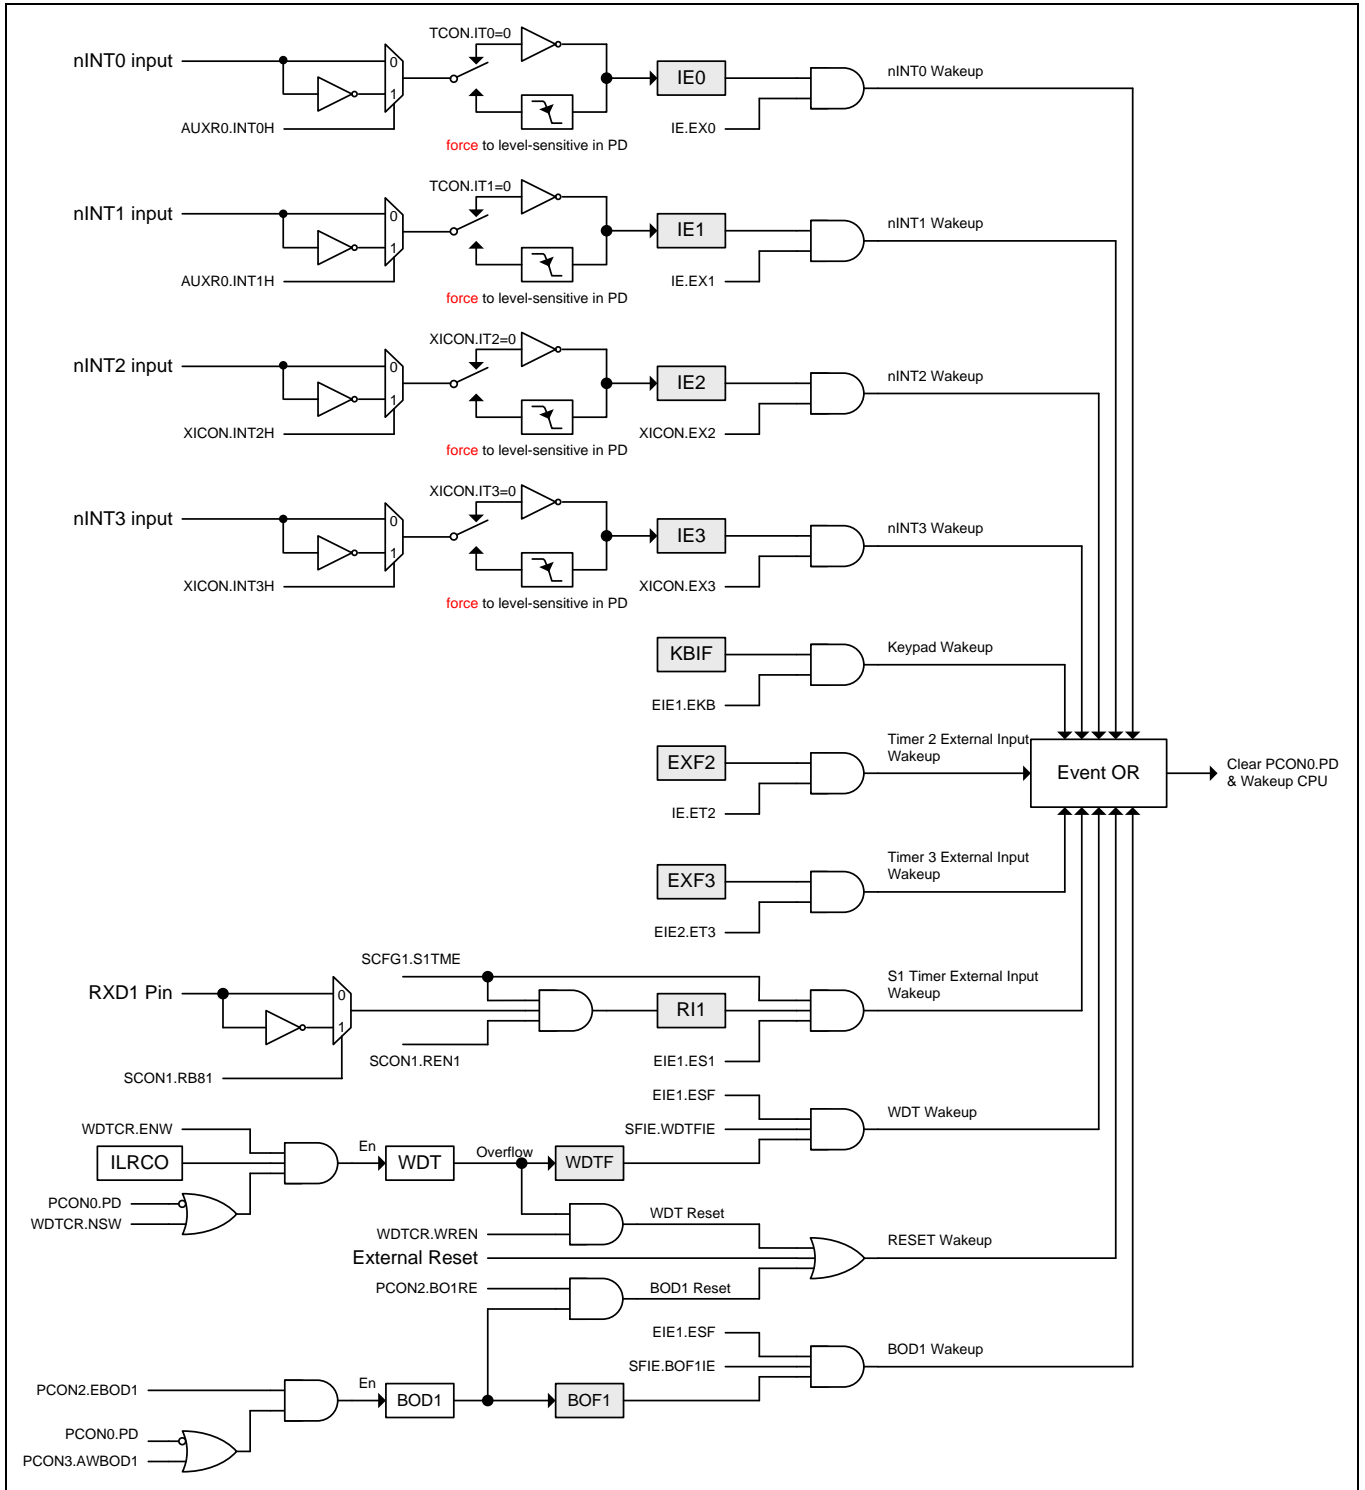 TCON.IT0=0
nINT0 input
0
1
IE0
nINT0 Wakeup
AUXR0.INT0H
IE.EX0
force to level-sensitive in PD
TCON.IT1=0
nINT1 input
0
1
IE1
nINT1 Wakeup
AUXR0.INT1H
IE.EX1
force to level-sensitive in PD
XICON.IT2=0
nINT2 input
0
1
IE2
nINT2 Wakeup
XICON.INT2H
XICON.EX2
force to level-sensitive in PD
XICON.IT3=0
nINT3 input
0
1
IE3
nINT3 Wakeup
XICON.INT3H
XICON.EX3
force to level-sensitive in PD
KBIF
Keypad Wakeup
EIE1.EKB
EXF2
Timer 2 External Input
Wakeup
IE.ET2
Event OR
Clear PCON0.PD
& Wakeup CPU
EXF3
Timer 3 External Input
Wakeup
EIE2.ET3
SCFG1.S1TME
RXD1 Pin
0
1
RI1
S1 Timer External Input
Wakeup
SCON1.REN1
EIE1.ES1
SCON1.RB81
EIE1.ESF
WDT Wakeup
SFIE.WDTFIE
WDTCR.ENW
ILRCO
En
WDT
Overflow
WDTF
PCON0.PD
WDTCR.NSW
WDT Reset
WDTCR.WREN
External Reset
RESET Wakeup
PCON2.BO1RE
BOD1 Reset
EIE1.ESF
BOD1 Wakeup
SFIE.BOF1IE
PCON2.EBOD1
En
BOD1
BOF1
PCON0.PD
PCON3.AWBOD1